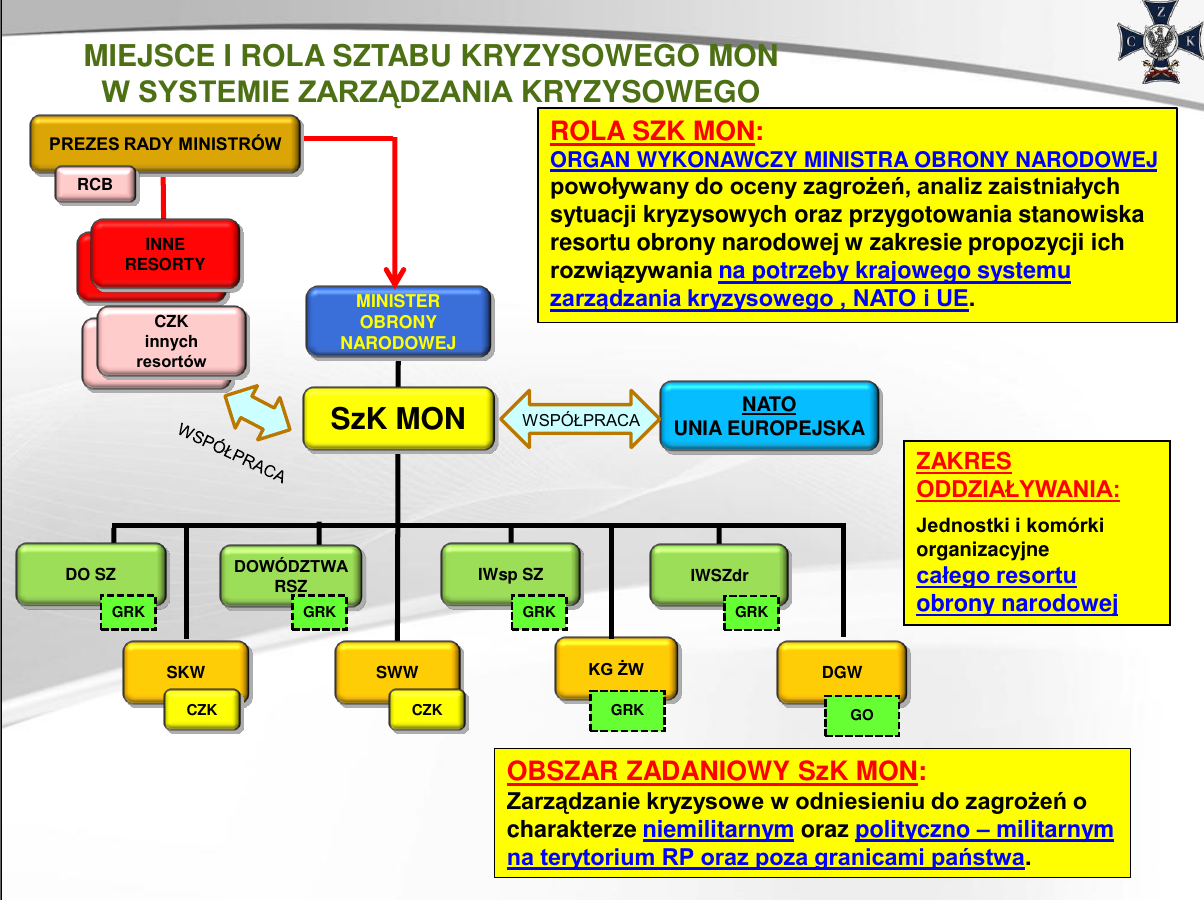 MIEJSCE I ROLA SZTABU KRYZYSOWEGO MON
W SYSTEMIE ZARZĄDZANIA KRYZYSOWEGO
Z
C
K
PREZES RADY MINISTRÓW
RCB
INNE
RESORTY
CZK
innych
resortów
MINISTER
OBRONY
NARODOWEJ
ROLA SZK MON:
ORGAN WYKONAWCZY MINISTRA OBRONY NARODOWEJ
powoływany do oceny zagrożeń, analiz zaistniałych
sytuacji kryzysowych oraz przygotowania stanowiska
resortu obrony narodowej w zakresie propozycji ich
rozwiązywania na potrzeby krajowego systemu
zarządzania kryzysowego , NATO i UE.
WSPÓŁPRACA
SzK MON
WSPÓŁPRACA
NATO
UNIA EUROPEJSKA
ZAKRES
ODDZIAŁYWANIA:
Jednostki i komórki
organizacyjne
całego resortu
obrony narodowej
DO SZ
GRK
DOWÓDZTWA
RSZ
GRK
IWsp SZ
GRK
IWSZdr
GRK
SKW
CZK
SWW
CZK
KG ŻW
GRK
DGW
GO
OBSZAR ZADANIOWY SzK MON:
Zarządzanie kryzysowe w odniesieniu do zagrożeń o
charakterze niemilitarnym oraz polityczno – militarnym
na terytorium RP oraz poza granicami państwa.